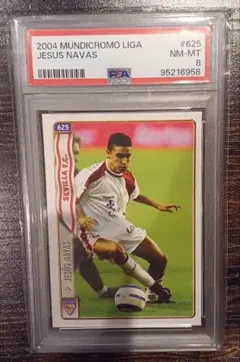 2004 MUNDICROMO LIGA #625
JESUS NAVAS NM-MT
8
PSA 95216958
625
SEVILLA F.C.
JESUS NAVAS